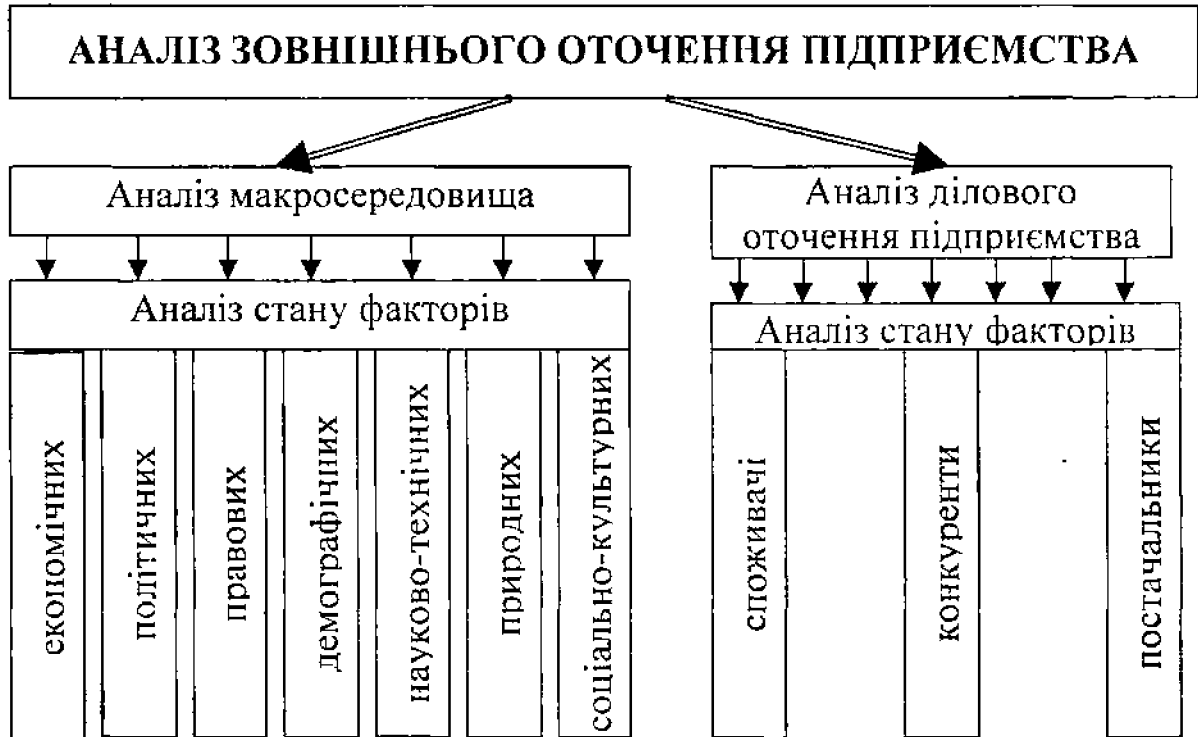 АНАЛІЗ ЗОВНІШНЬОГО ОТОЧЕННЯ ПІДПРИЄМСТВА
Аналіз макросередовища
Аналіз стану факторів
економічних
політичних
правових
демографічних
науково-технічних
природних
соціально-культурних
Аналіз ділового
оточення підприємства
Аналіз стану факторів
споживачі
конкуренти
постачальники